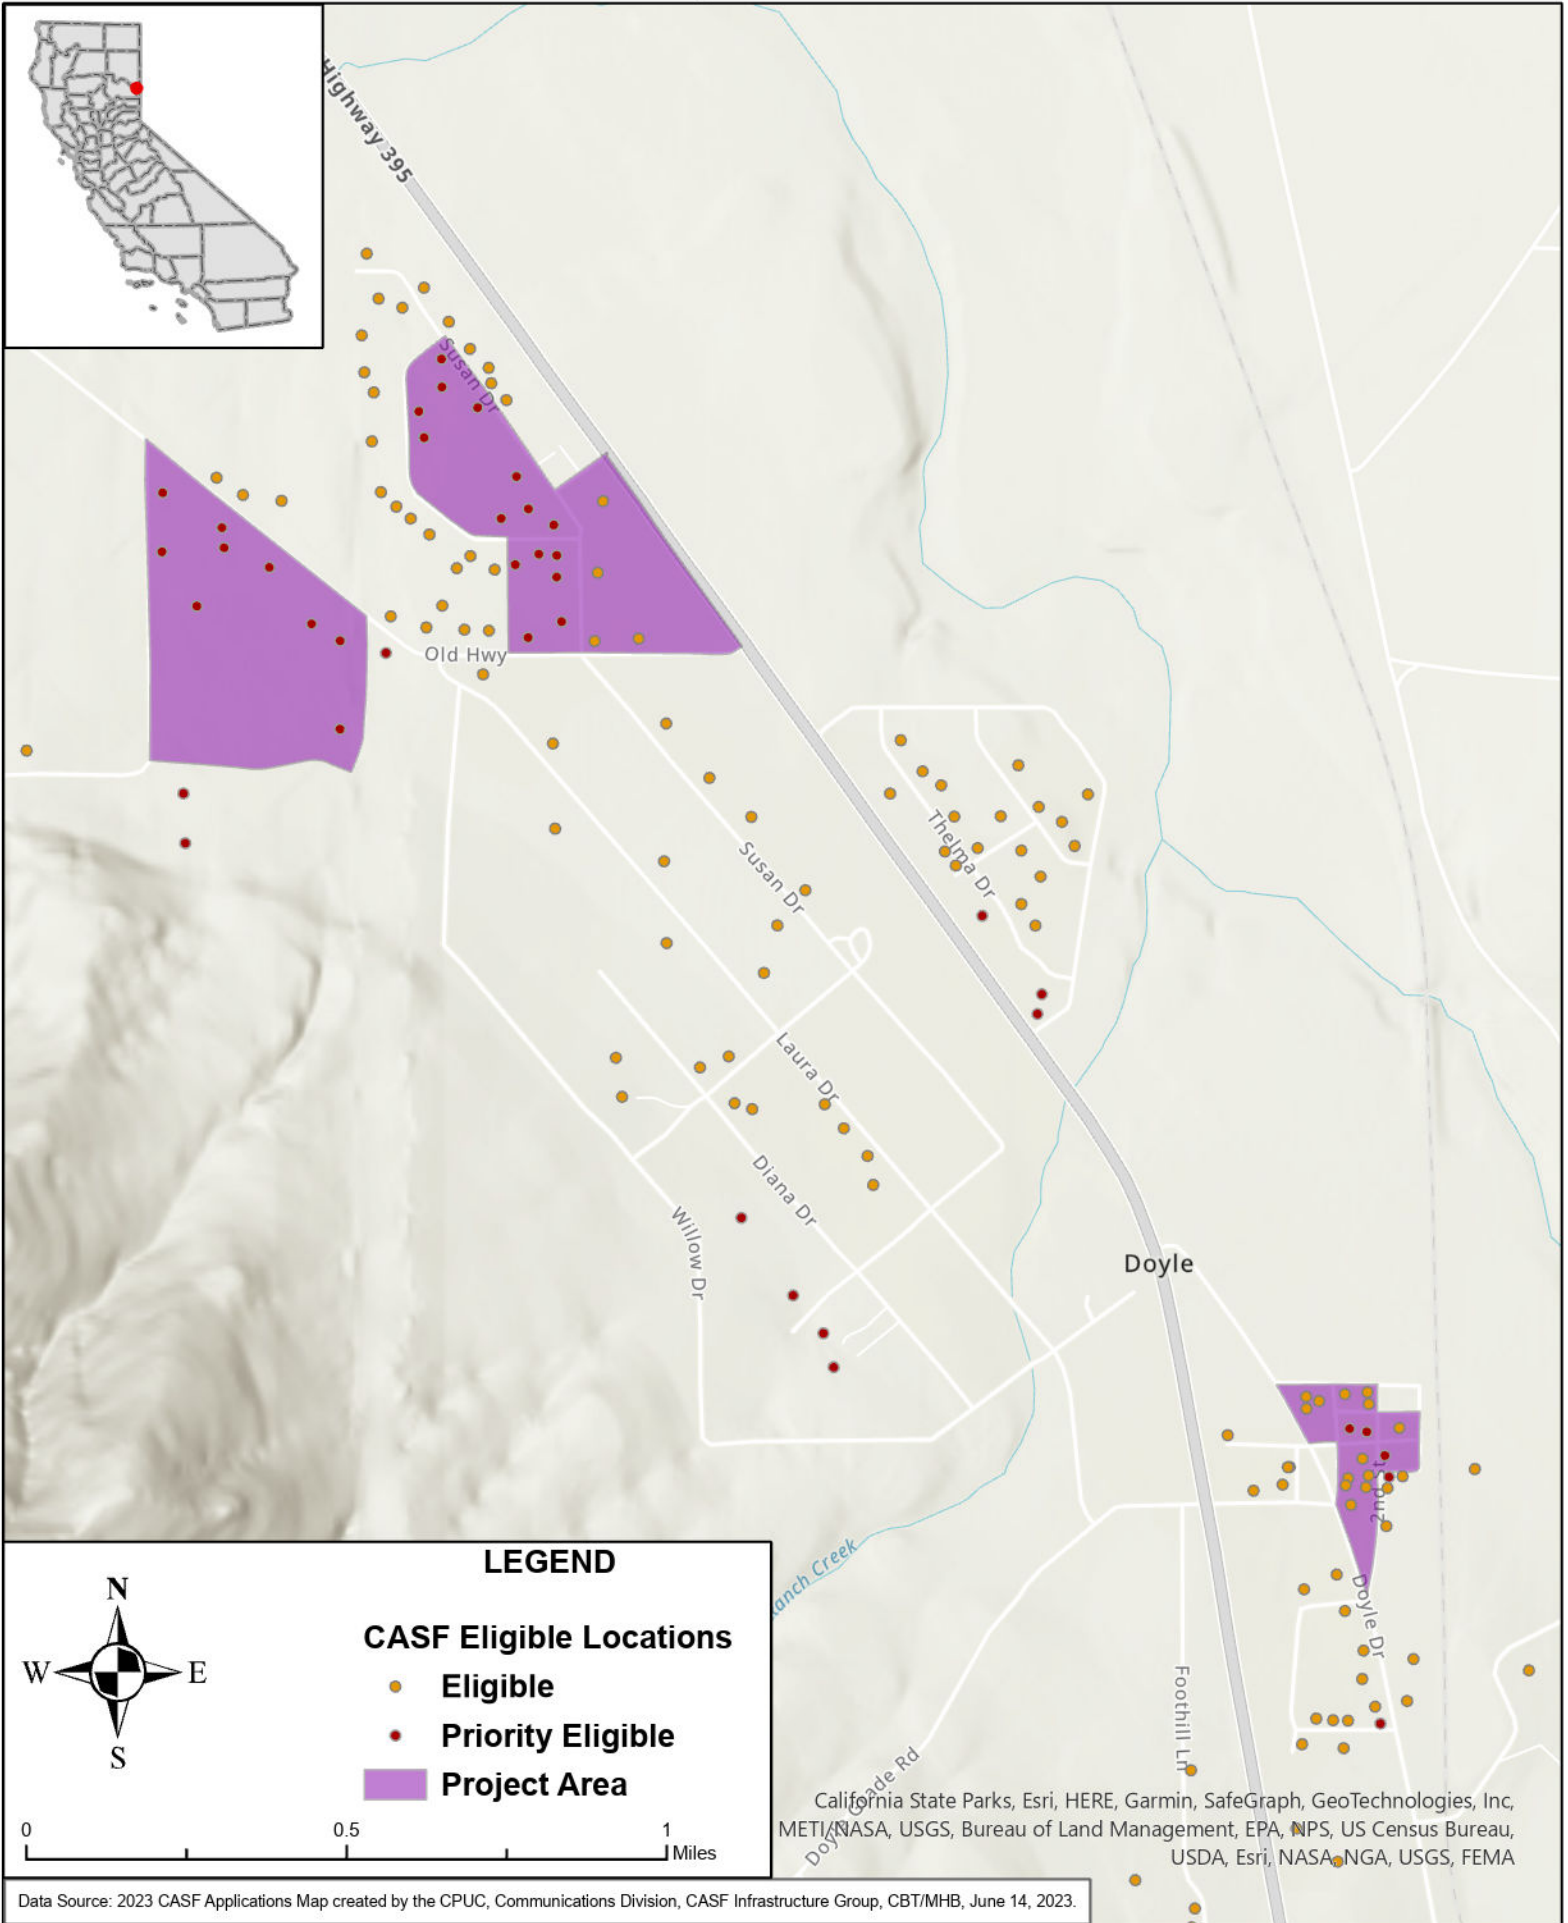 Highway 395
Susan Dr
Old Hwy
Thelma Dr
Susan Dr
Laura Dr
Diana Dr
Willow Dr
Doyle
2nd St
Doyle Dr
Ranch Creek
Foothill Ln
Doyle Grade Rd
LEGEND
CASF Eligible Locations
Eligible
Priority Eligible
Project Area
N
W E
S
0 0.5 1
Miles
California State Parks, Esri, HERE, Garmin, SafeGraph, GeoTechnologies, Inc,
METI/NASA, USGS, Bureau of Land Management, EPA, NPS, US Census Bureau,
USDA, Esri, NASA, NGA, USGS, FEMA
Data Source: 2023 CASF Applications Map created by the CPUC, Communications Division, CASF Infrastructure Group, CBT/MHB, June 14, 2023.